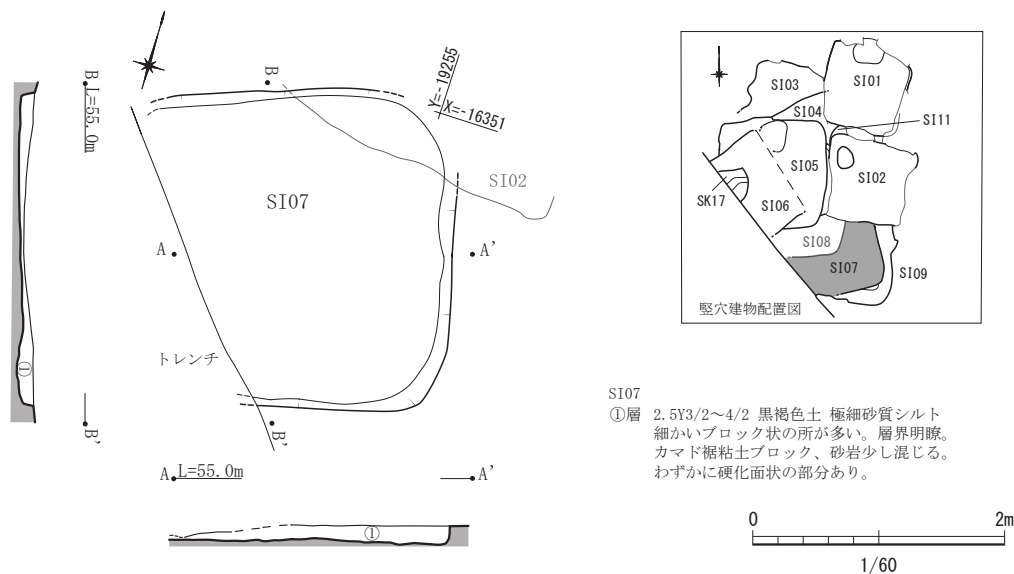 B
L=55.0m
B'
B
Y=-19255
X=-16351
SI02
SI07
A
A'
トレンチ
B'
A
L=55.0m
A'
①
①
SI03
SI01
SI04
SI11
SI05
SI02
SK17
SI06
SI08
SI07
SI09
竪穴建物配置図
SI07
①層 2.5Y3/2~4/2 黒褐色土 極細砂質シルト
細かいブロック状の所が多い。層界明瞭。
カマド裾粘土ブロック、砂岩少し混じる。
わずかに硬化面状の部分あり。
0
2m
1/60